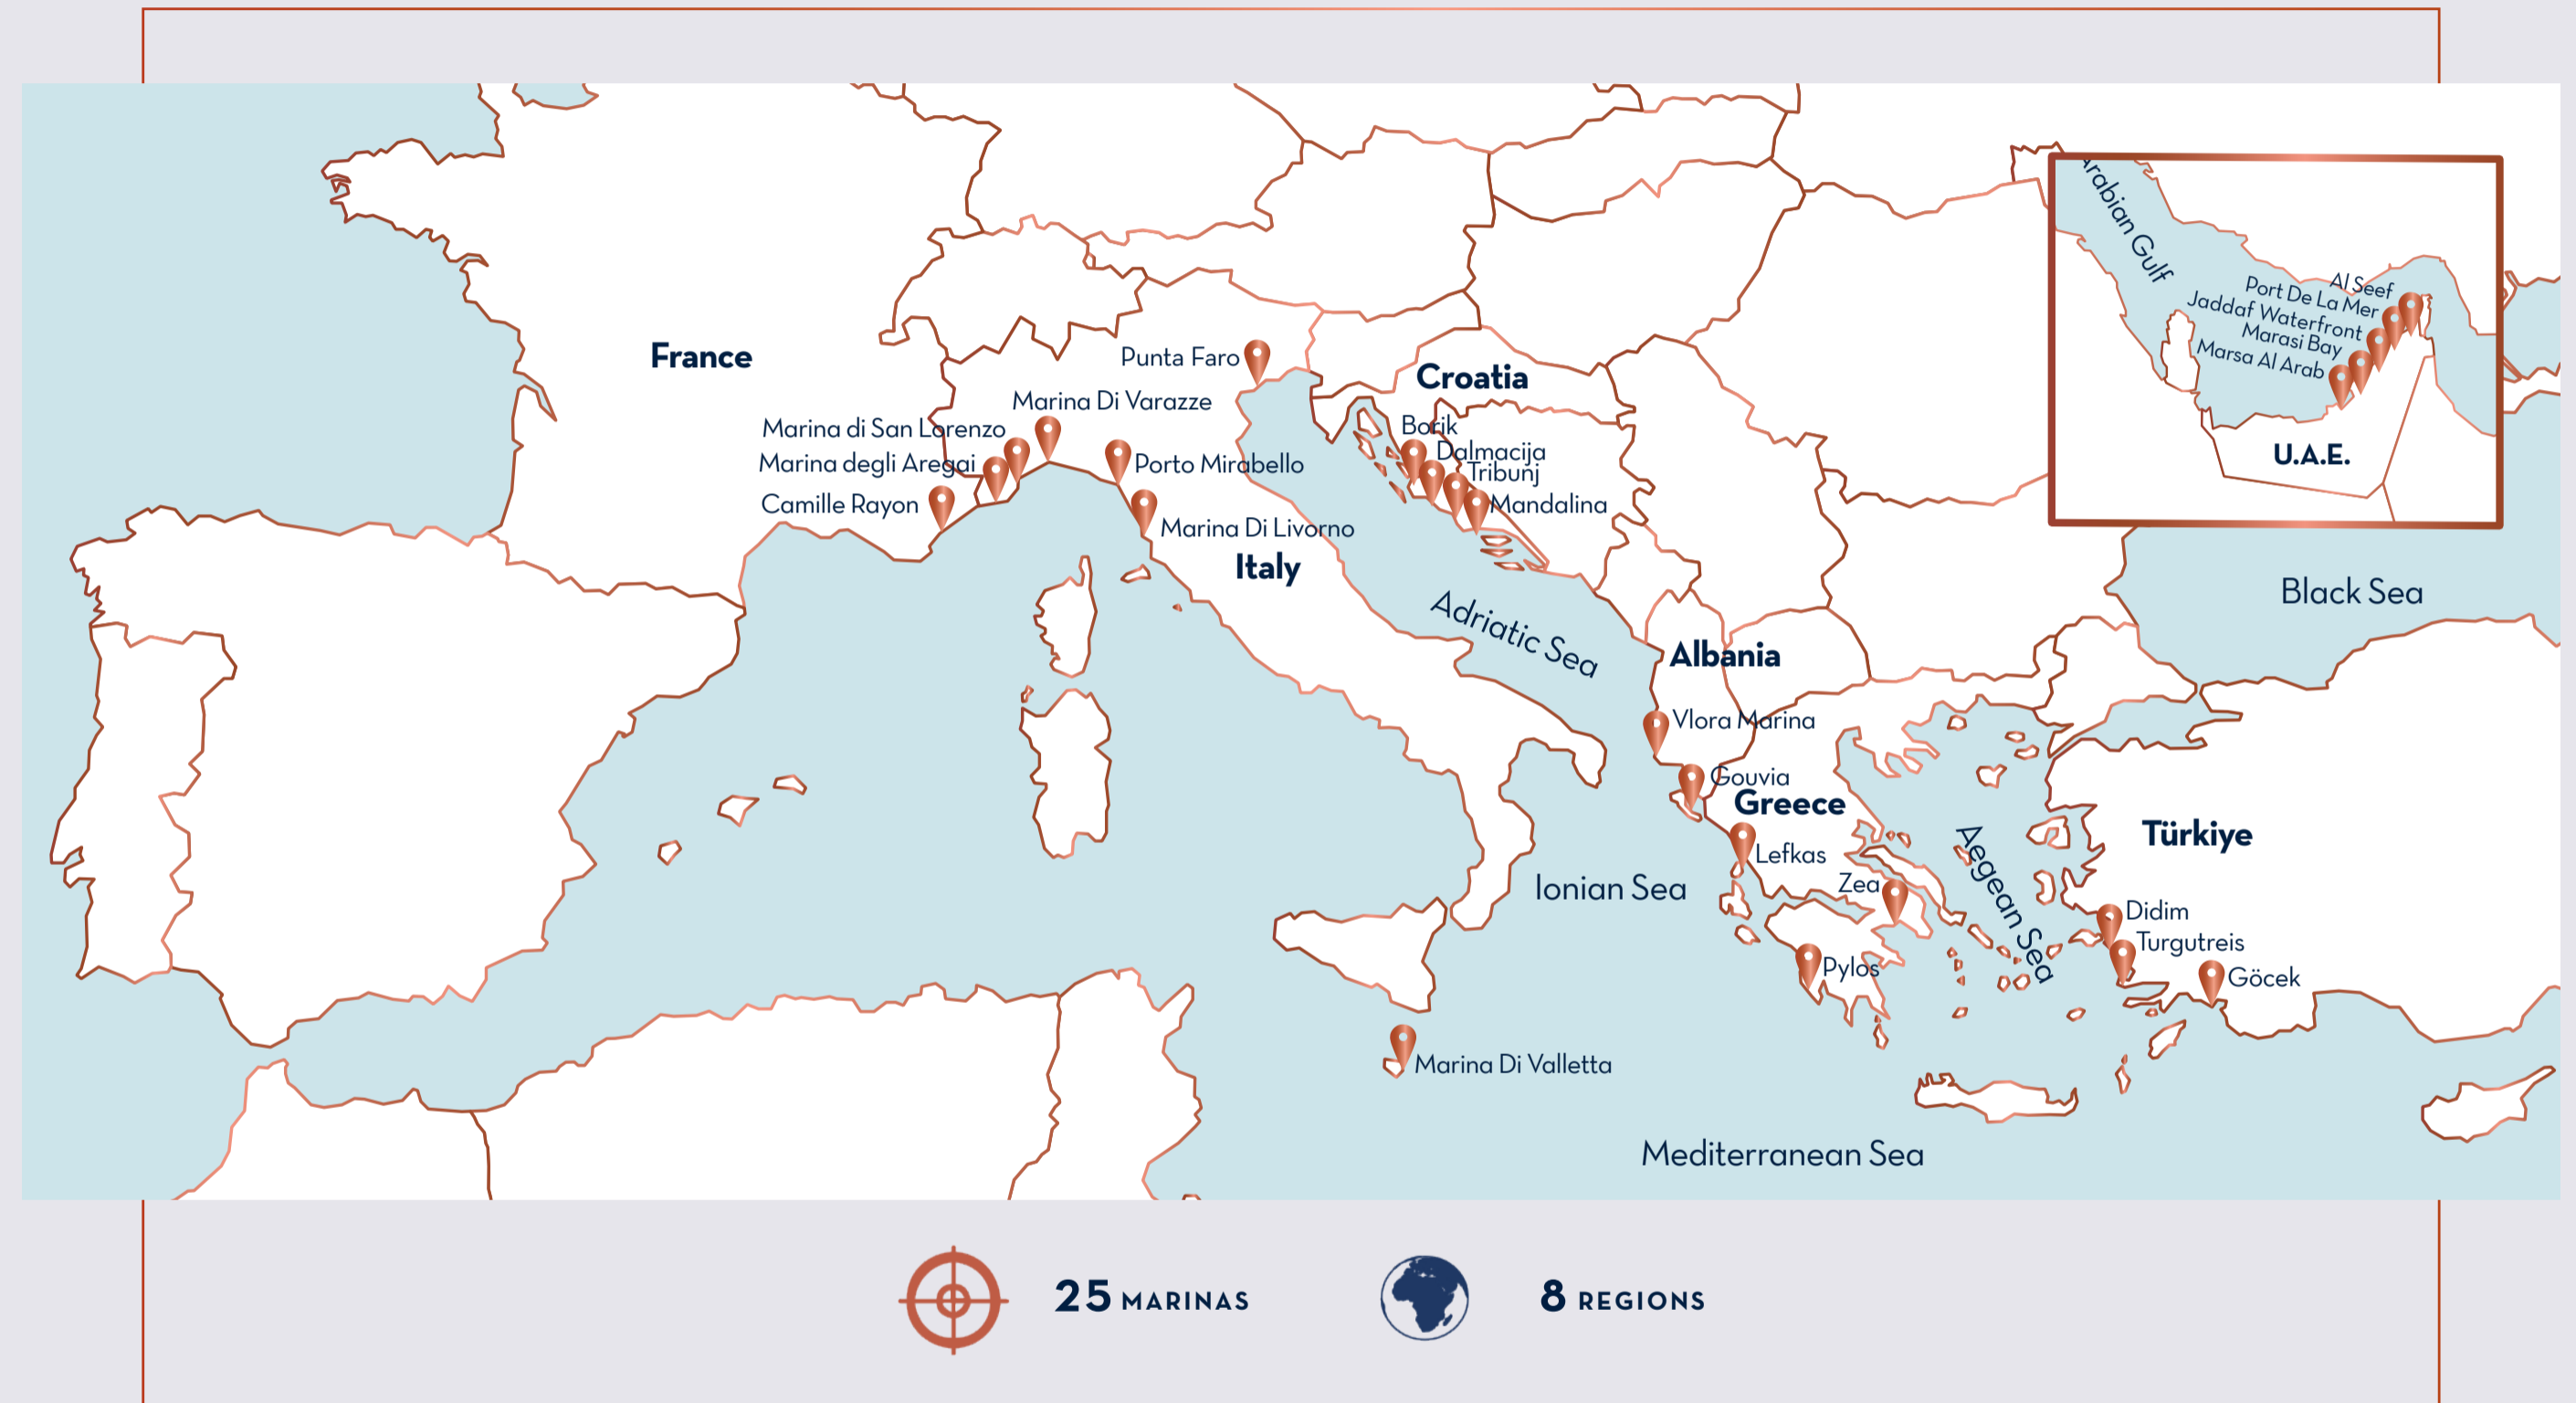 Arabian Gulf
Al Seef
Port De La Mer
Jaddaf Waterfront
Marasi Bay
Marsa Al Arab
U.A.E.
France
Punta Faro
Croatia
Marina Di Varazze
Marina di San Lorenzo
Borik
Dalmacija
Marina degli Aregai
Porto Mirabello
Tribunj
Camille Rayon
Mandalina
Marina Di Livorno
Italy
Black Sea
Adriatic Sea
Albania
Vlora Marina
Gouvia
Greece
Türkiye
Lefkas
Aegean Sea
Ionian Sea
Zea
Didim
Turgutreis
Pylos
Göcek
Marina Di Valletta
Mediterranean Sea
25 MARINAS
8 REGIONS